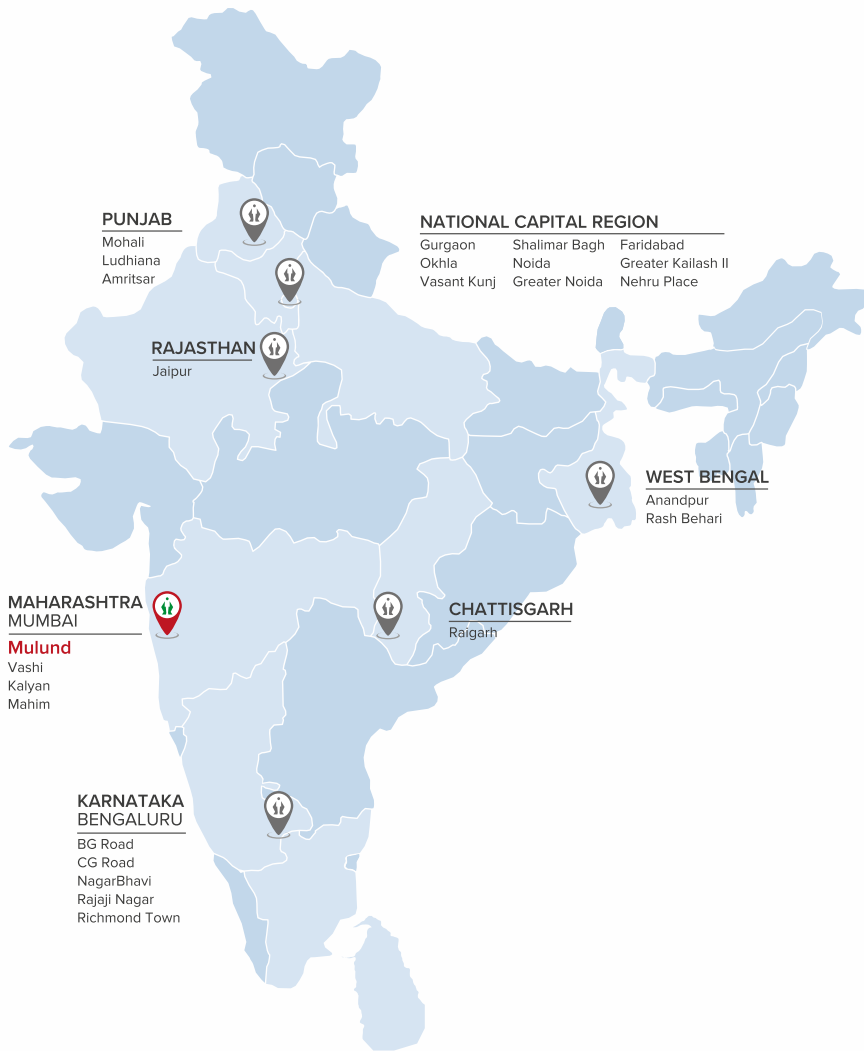 PUNJAB
Mohali
Ludhiana
Amritsar
NATIONAL CAPITAL REGION
Gurgaon Shalimar Bagh Faridabad
Okhla Noida Greater Kailash II
Vasant Kunj Greater Noida Nehru Place
RAJASTHAN
Jaipur
WEST BENGAL
Anandpur
Rash Behari
MAHARASHTRA
MUMBAI
Mulund
Vashi
Kalyan
Mahim
CHATTISGARH
Raigarh
KARNATAKA
BENGALURU
BG Road
CG Road
NagarBhavi
Rajaji Nagar
Richmond Town